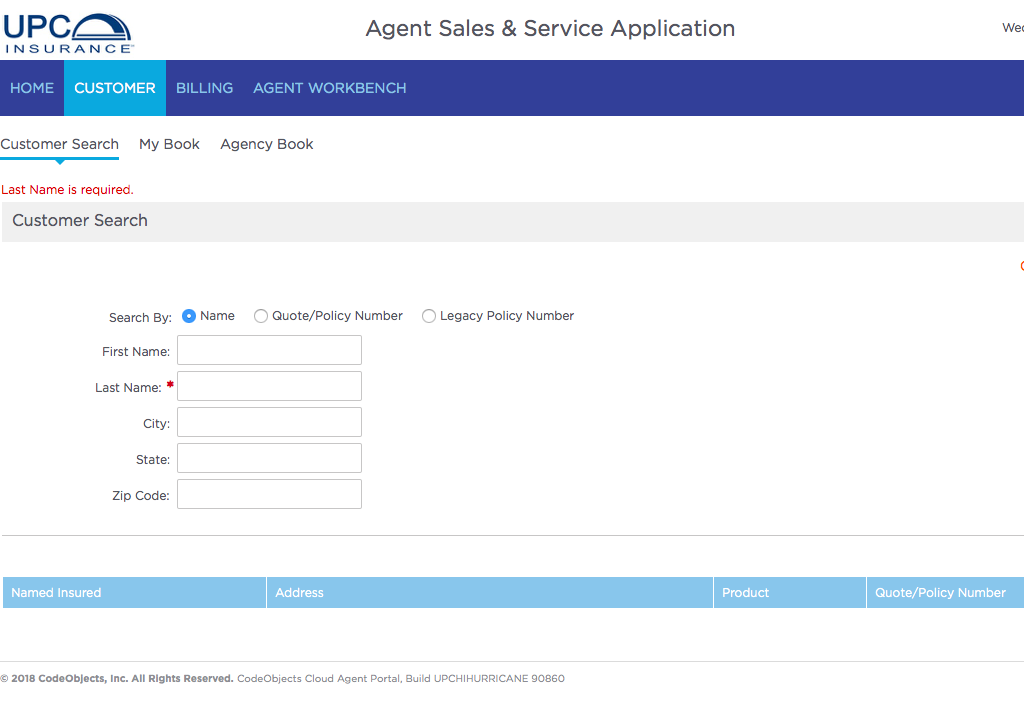 UPC
INSURANCE
Agent Sales & Service Application
HOME CUSTOMER BILLING AGENT WORKBENCH
Customer Search My Book Agency Book
Last Name is required.
Customer Search
Search By: Name Quote/Policy Number Legacy Policy Number
First Name:
Last Name: *
City:
State:
Zip Code:
Named Insured Address Product Quote/Policy Number
© 2018 CodeObjects, Inc. All Rights Reserved. CodeObjects Cloud Agent Portal, Build UPCHIHURRICANE 90860